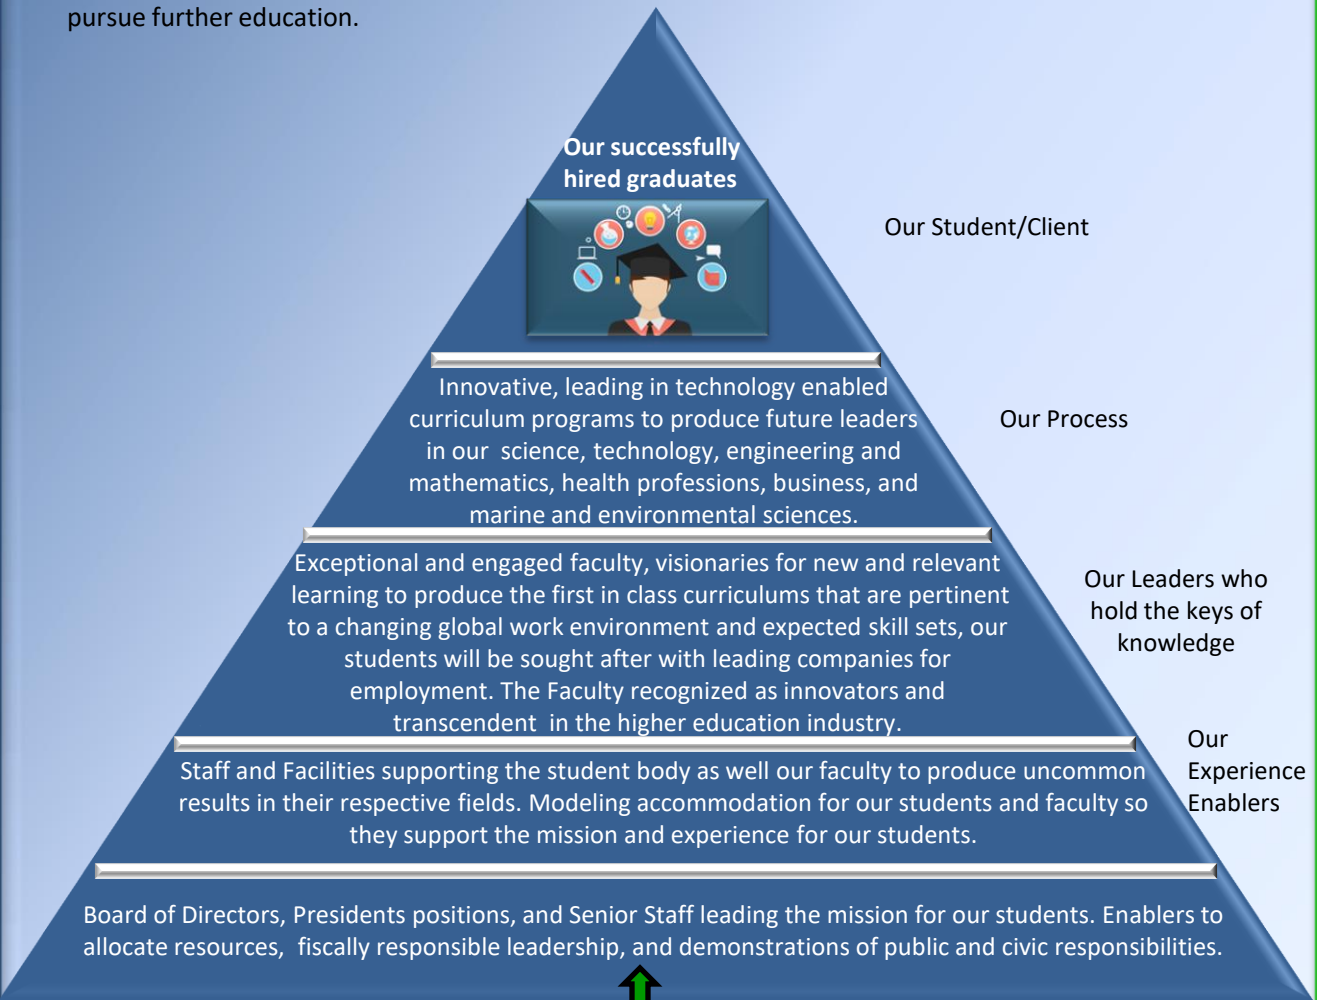 pursue further education.
Our successfully
hired graduates
Our Student/Client
Innovative, leading in technology enabled
curriculum programs to produce future leaders
in our  science, technology, engineering and
mathematics, health professions, business, and
marine and environmental sciences.
Our Process
Exceptional and engaged faculty, visionaries for new and relevant
learning to produce the first in class curriculums that are pertinent
to a changing global work environment and expected skill sets, our
students will be sought after with leading companies for
employment. The Faculty recognized as innovators and
transcendent  in the higher education industry.
Our Leaders who
hold the keys of
knowledge
Staff and Facilities supporting the student body as well our faculty to produce uncommon
results in their respective fields. Modeling accommodation for our students and faculty so
they support the mission and experience for our students.
Our
Experience
Enablers
Board of Directors, Presidents positions, and Senior Staff leading the mission for our students. Enablers to
allocate resources,  fiscally responsible leadership, and demonstrations of public and civic responsibilities.